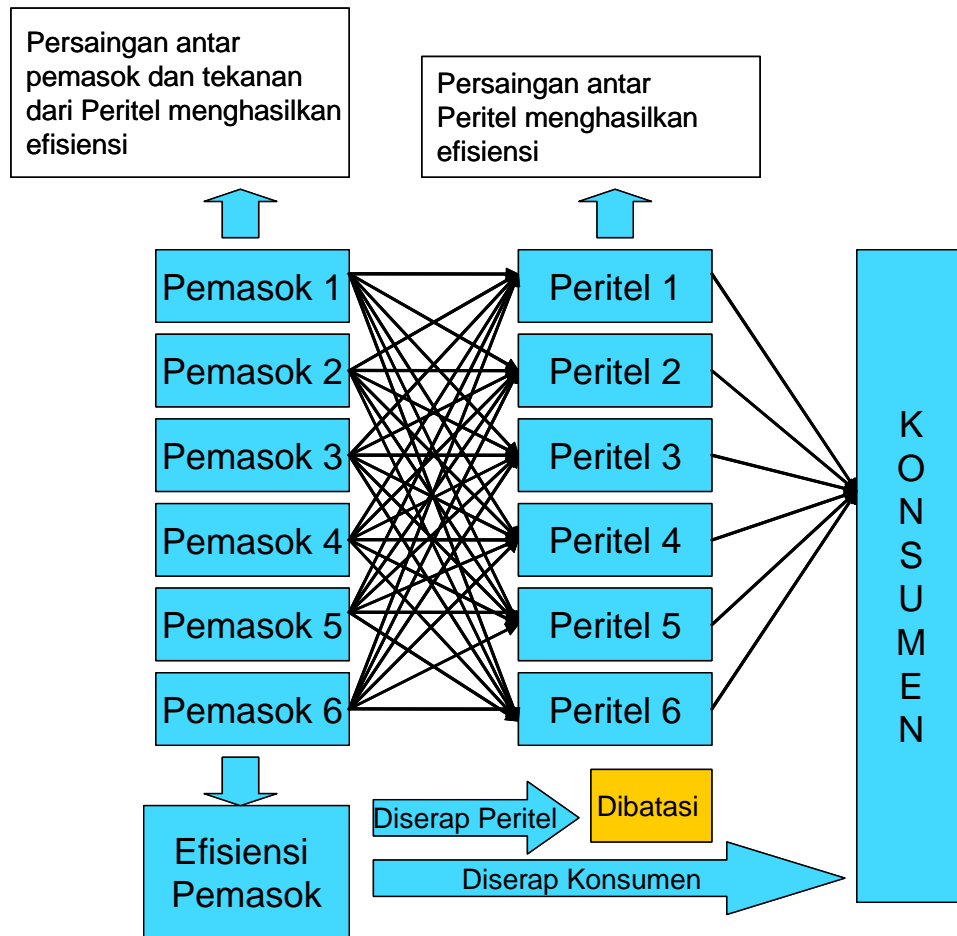 Persaingan antar
pemasok dan tekanan
dari Peritel menghasilkan
efisiensi
Persaingan antar
Peritel menghasilkan
efisiensi
Pemasok 1
Pemasok 2
Pemasok 3
Pemasok 4
Pemasok 5
Pemasok 6
Peritel 1
Peritel 2
Peritel 3
Peritel 4
Peritel 5
Peritel 6
K
O
N
S
U
M
E
N
Efisiensi
Pemasok
Diserap Peritel
Dibatasi
Diserap Konsumen